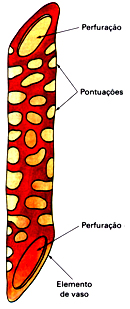 Perfuração
Pontuações
Perfuração
Elemento
de vaso